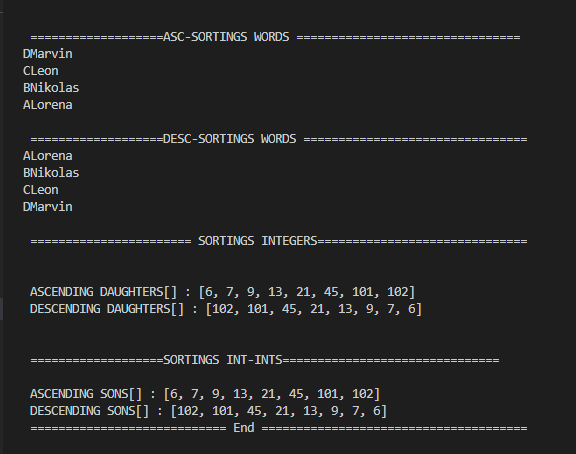 ===================ASC-SORTINGS WORDS ================================
DMarvin
CLeon
BNikolas
ALorena
===================DESC-SORTINGS WORDS ================================
ALorena
BNikolas
CLeon
DMarvin
======================= SORTINGS INTEGERS==============================
ASCENDING DAUGHTERS[] : [6, 7, 9, 13, 21, 45, 101, 102]
DESCENDING DAUGHTERS[] : [102, 101, 45, 21, 13, 9, 7, 6]
===================SORTINGS INT-INTS===============================
ASCENDING SONS[] : [6, 7, 9, 13, 21, 45, 101, 102]
DESCENDING SONS[] : [102, 101, 45, 21, 13, 9, 7, 6]
============================ End ======================================